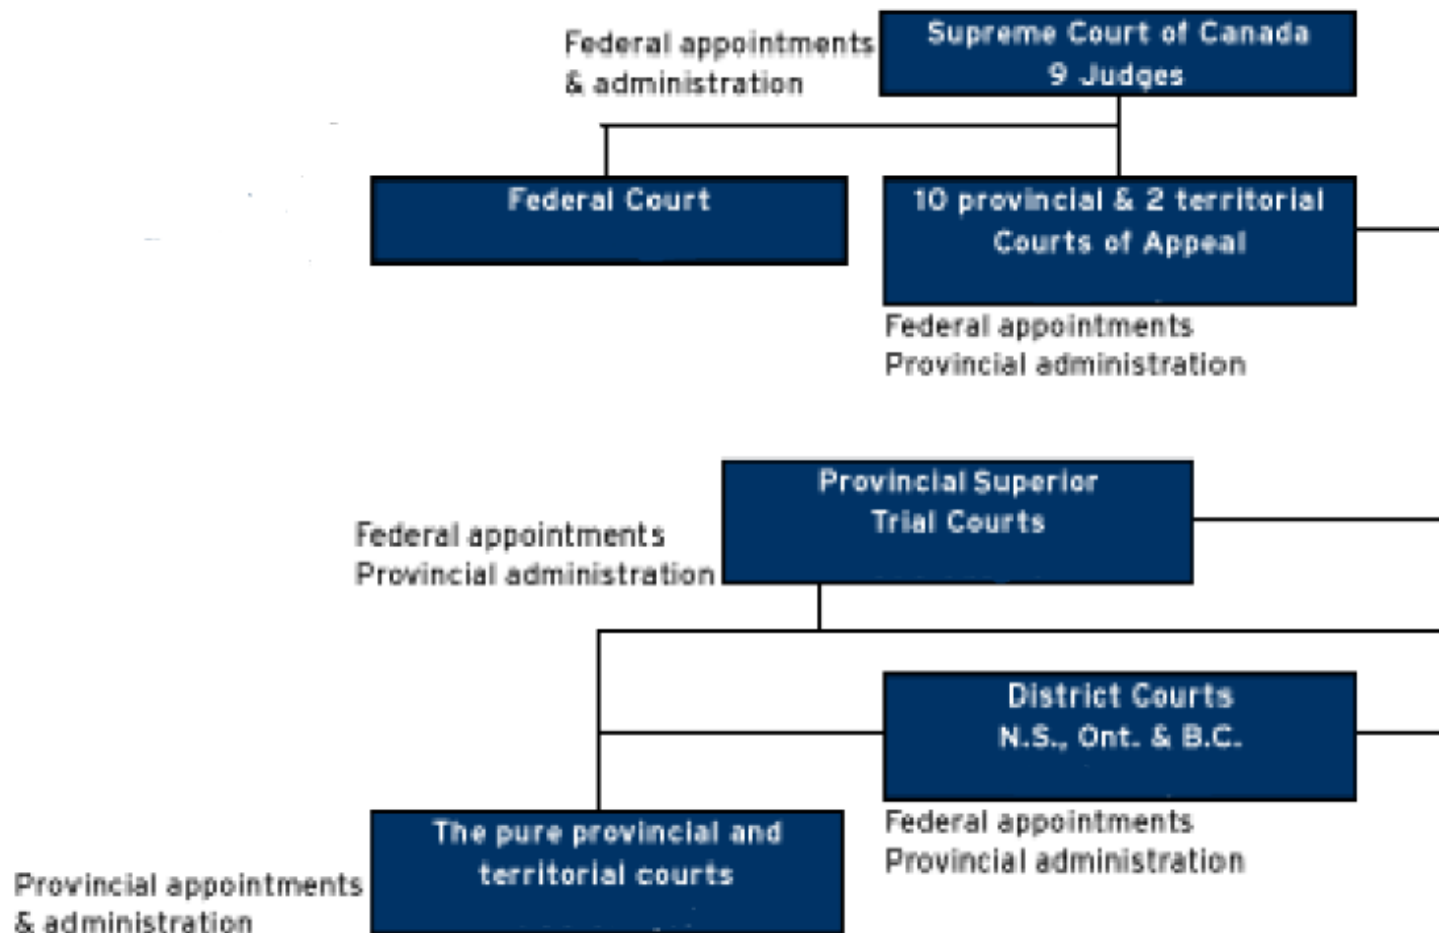 Federal appointments
& administration
Supreme Court of Canada
9 Judges
Federal Court
10 provincial & 2 territorial
Courts of Appeal
Federal appointments
Provincial administration
Provincial Superior
Trial Courts
Federal appointments
Provincial administration
District Courts
N.S., Ont. & B.C.
Federal appointments
Provincial administration
The pure provincial and
territorial courts
Provincial appointments
& administration